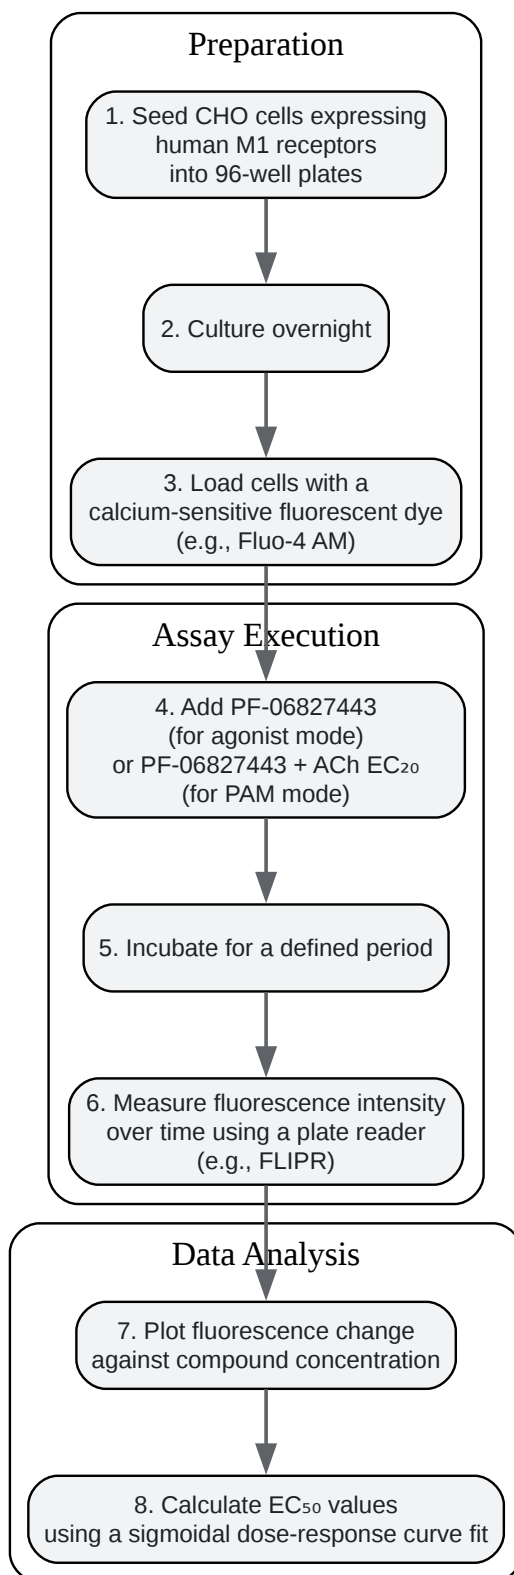 Preparation
1. Seed CHO cells expressing
human M1 receptors
into 96-well plates
2. Culture overnight
3. Load cells with a
calcium-sensitive fluorescent dye
(e.g., Fluo-4 AM)
Assay Execution
4. Add PF-06827443
(for agonist mode)
or PF-06827443 + ACh EC₂₀
(for PAM mode)
5. Incubate for a defined period
6. Measure fluorescence intensity
over time using a plate reader
(e.g., FLIPR)
Data Analysis
7. Plot fluorescence change
against compound concentration
8. Calculate EC₅₀ values
using a sigmoidal dose-response curve fit